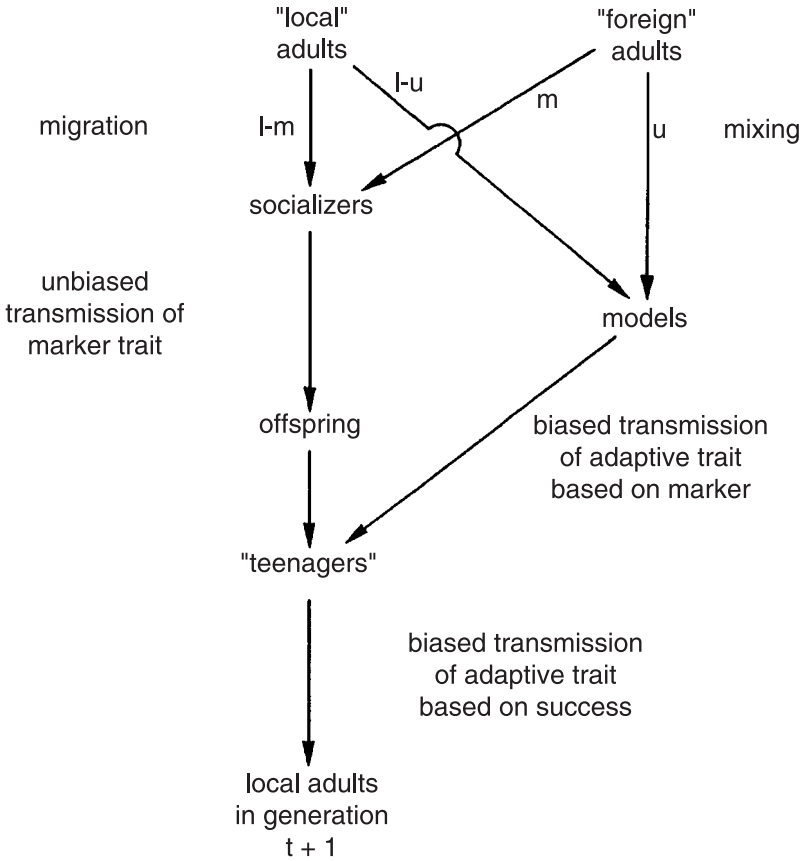 "local"
adults
"foreign"
adults
l-u
m
migration
l-m
u
mixing
socializers
unbiased
transmission of
marker trait
models
offspring
biased transmission
of adaptive trait
based on marker
"teenagers"
biased transmission
of adaptive trait
based on success
local adults
in generation
t + 1